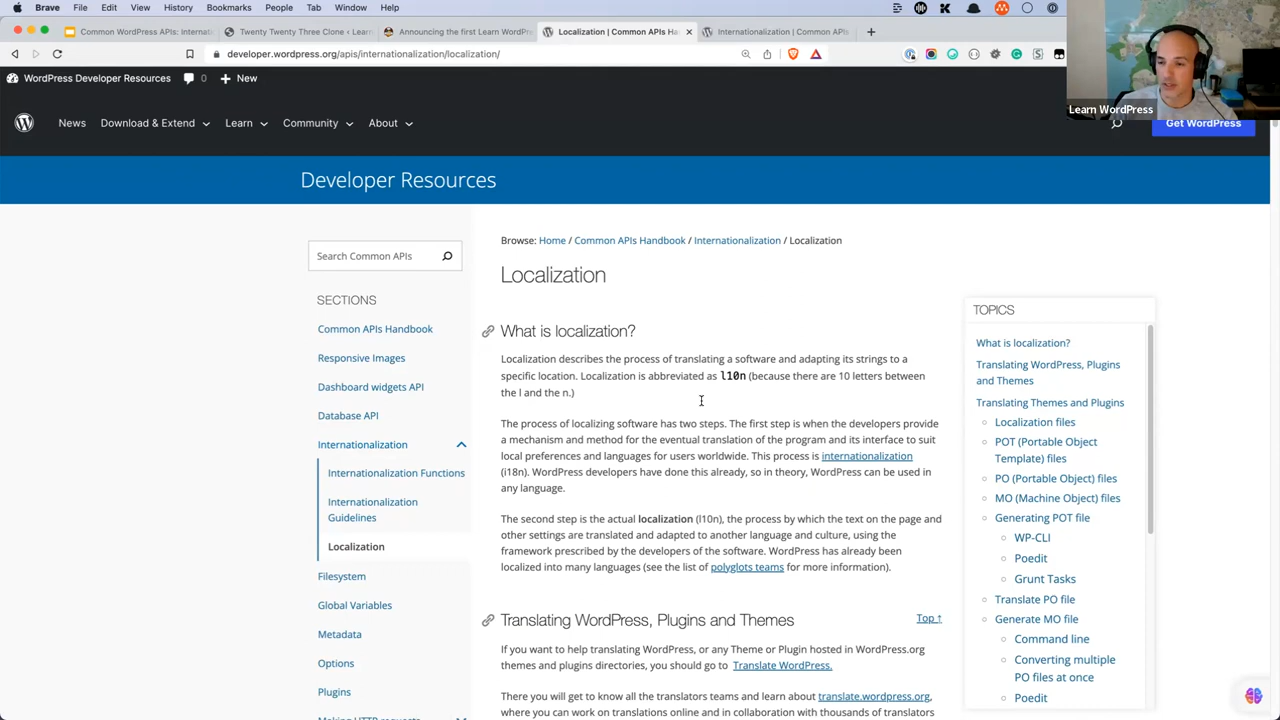 Brave File Edit View History Bookmarks People Tab Window Help
Common WordPress APIs: Internati
Twenty Twenty Three Clone < Learn
Announcing the first Learn WordPre
Localization | Common APIs Ha
Internationalization | Common APIs
developer.wordpress.org/apis/internationalization/localization/
WordPress Developer Resources 0 New
Learn WordPress
News Download & Extend Learn Community About
Get WordPress
Developer Resources
Search Common APIs
SECTIONS
Common APIs Handbook
Responsive Images
Dashboard widgets API
Database API
Internationalization
Internationalization Functions
Internationalization
Guidelines
Localization
Filesystem
Global Variables
Metadata
Options
Plugins
Making HTTP requests
Browse: Home / Common APIs Handbook / Internationalization / Localization
Localization
What is localization?
Localization describes the process of translating a software and adapting its strings to a
specific location. Localization is abbreviated as l10n (because there are 10 letters between
the l and the n.)
The process of localizing software has two steps. The first step is when the developers provide
a mechanism and method for the eventual translation of the program and its interface to suit
local preferences and languages for users worldwide. This process is internationalization
(i18n). WordPress developers have done this already, so in theory, WordPress can be used in
any language.
The second step is the actual localization (l10n), the process by which the text on the page and
other settings are translated and adapted to another language and culture, using the
framework prescribed by the developers of the software. WordPress has already been
localized into many languages (see the list of polyglots teams for more information).
Translating WordPress, Plugins and Themes
Top ↑
If you want to help translating WordPress, or any Theme or Plugin hosted in WordPress.org
themes and plugins directories, you should go to Translate WordPress.
There you will get to know all the translators teams and learn about translate.wordpress.org,
where you can work on translations online and in collaboration with thousands of translators
TOPICS
What is localization?
Translating WordPress, Plugins
and Themes
Translating Themes and Plugins
Localization files
POT (Portable Object
Template) files
PO (Portable Object) files
MO (Machine Object) files
Generating POT file
WP-CLI
Poedit
Grunt Tasks
Translate PO file
Generate MO file
Command line
Converting multiple
PO files at once
Poedit